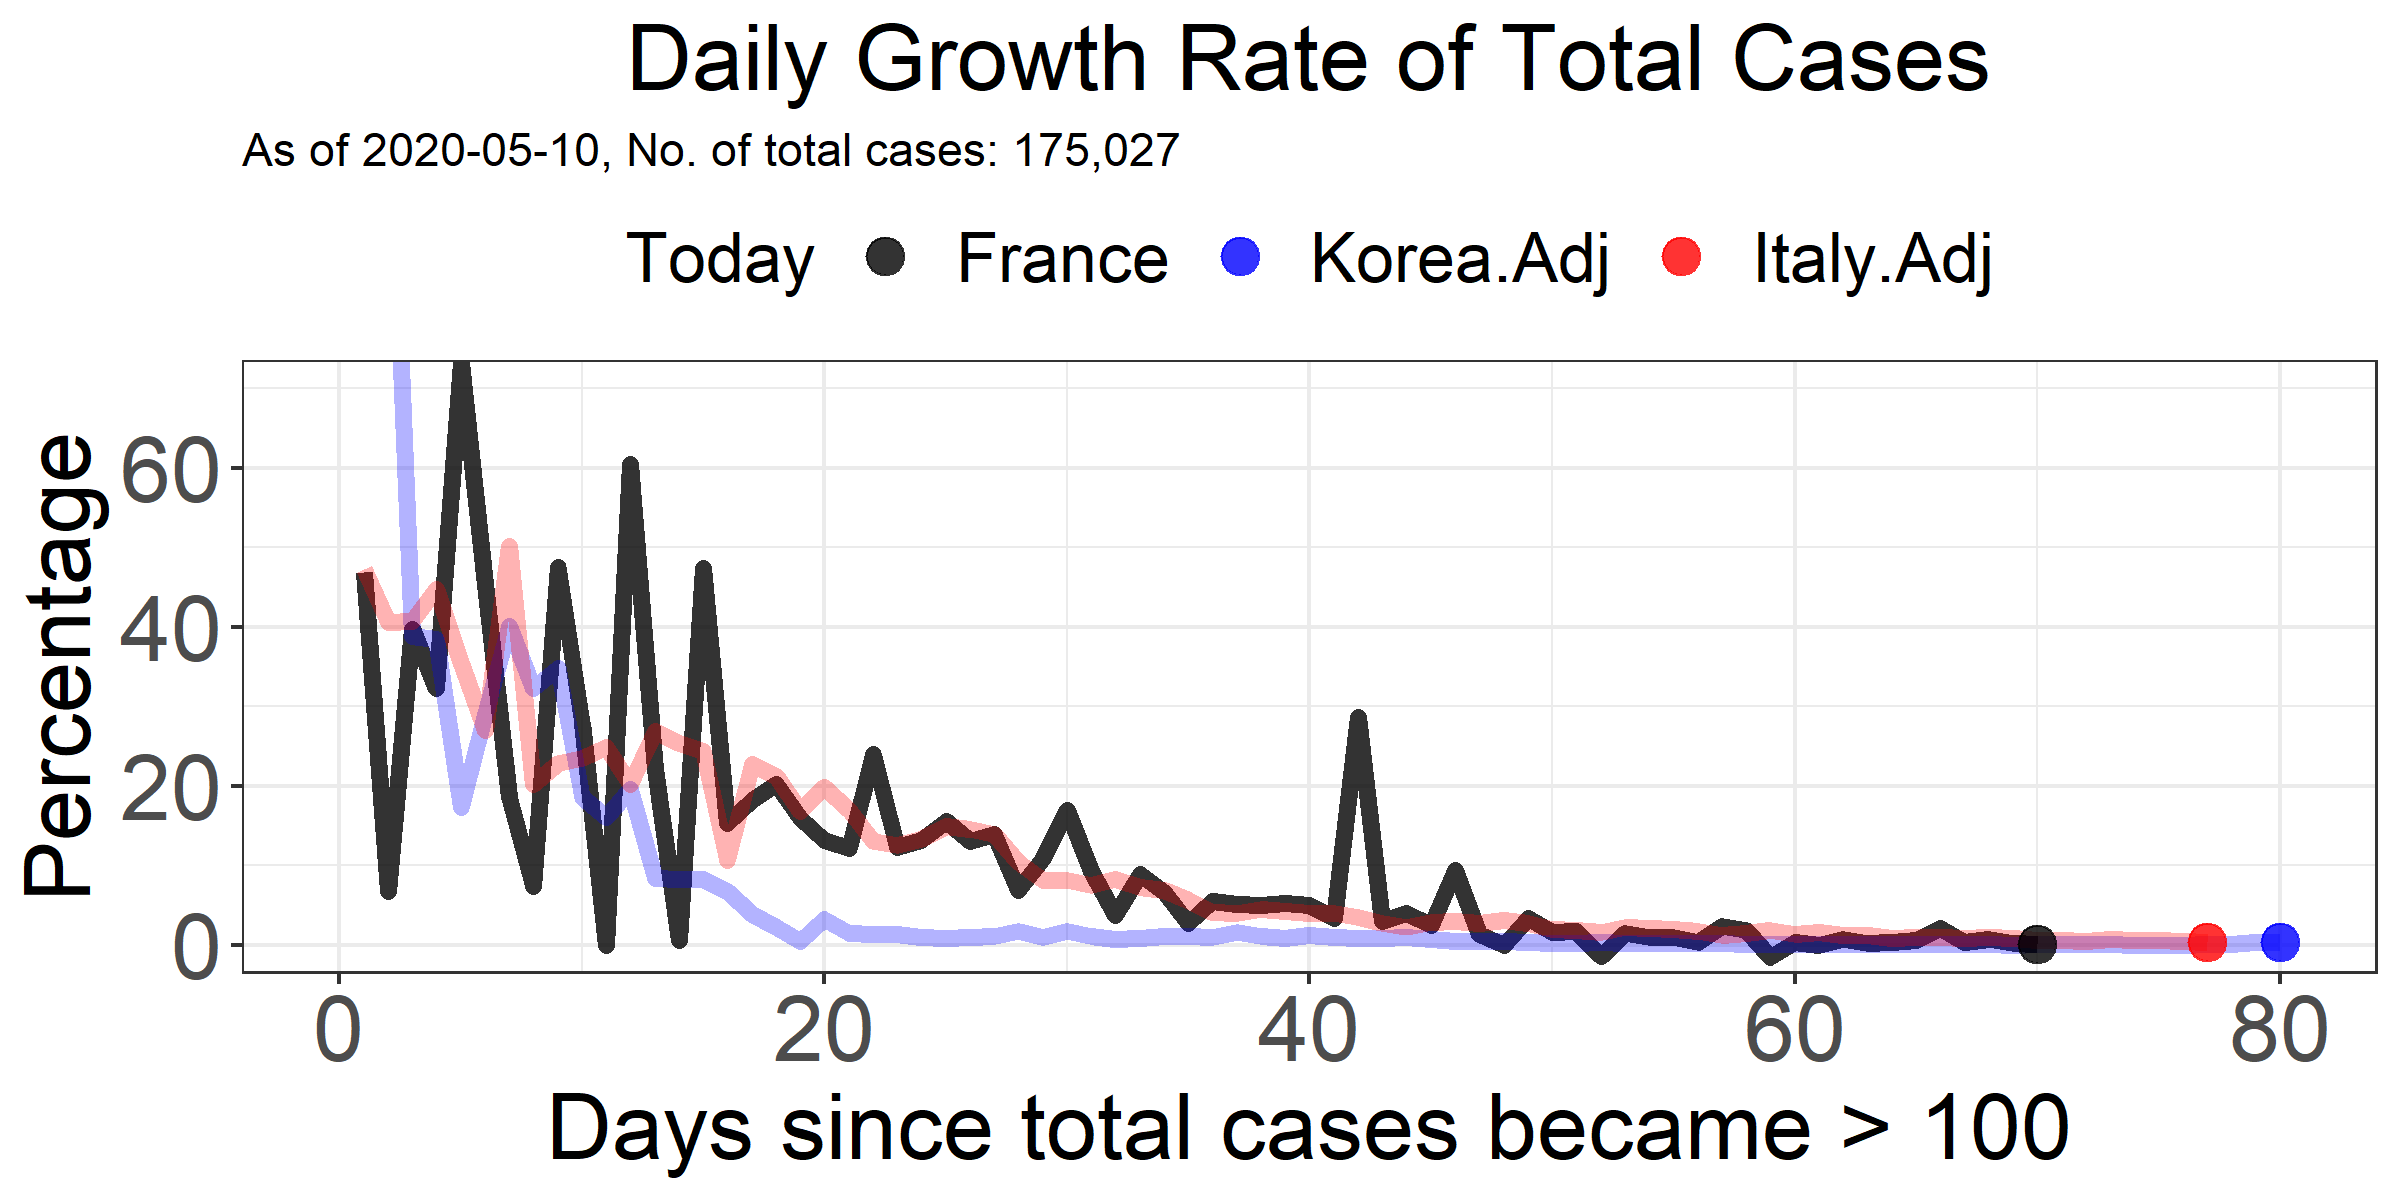 Daily Growth Rate of Total Cases
As of 2020-05-10, No. of total cases: 175,027
Today France Korea.Adj Italy.Adj
Percentage
60
40
20
0
0 20 40 60 80
Days since total cases became > 100